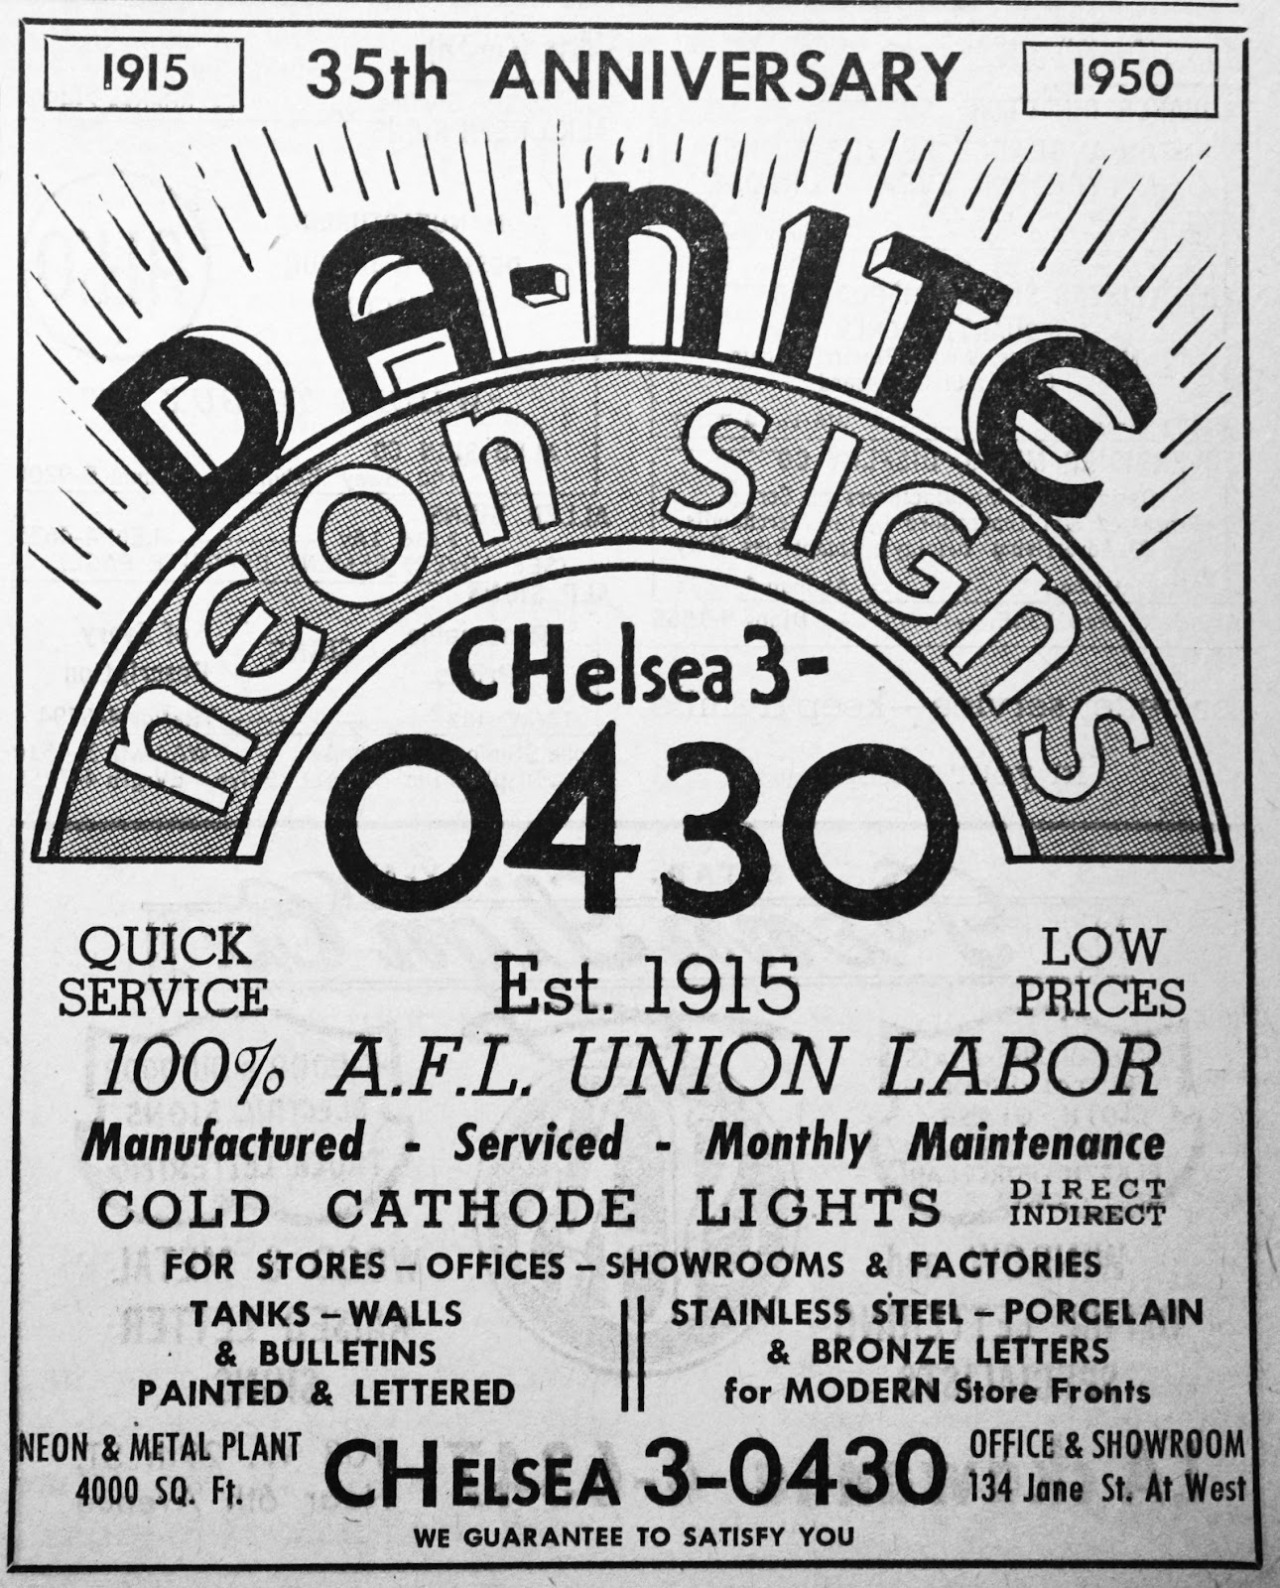 1915 35th ANNIVERSARY 1950
DA-NITE
NEON SIGNS
CHelsea 3-
0430
QUICK
SERVICE
Est. 1915
LOW
PRICES
100% A.F.L. UNION LABOR
Manufactured - Serviced - Monthly Maintenance
COLD CATHODE LIGHTS DIRECT
INDIRECT
FOR STORES – OFFICES – SHOWROOMS & FACTORIES
TANKS – WALLS
& BULLETINS
PAINTED & LETTERED
STAINLESS STEEL – PORCELAIN
& BRONZE LETTERS
for MODERN Store Fronts
NEON & METAL PLANT
4000 SQ. Ft.
CHELSEA 3-0430
OFFICE & SHOWROOM
134 Jane St. At West
WE GUARANTEE TO SATISFY YOU